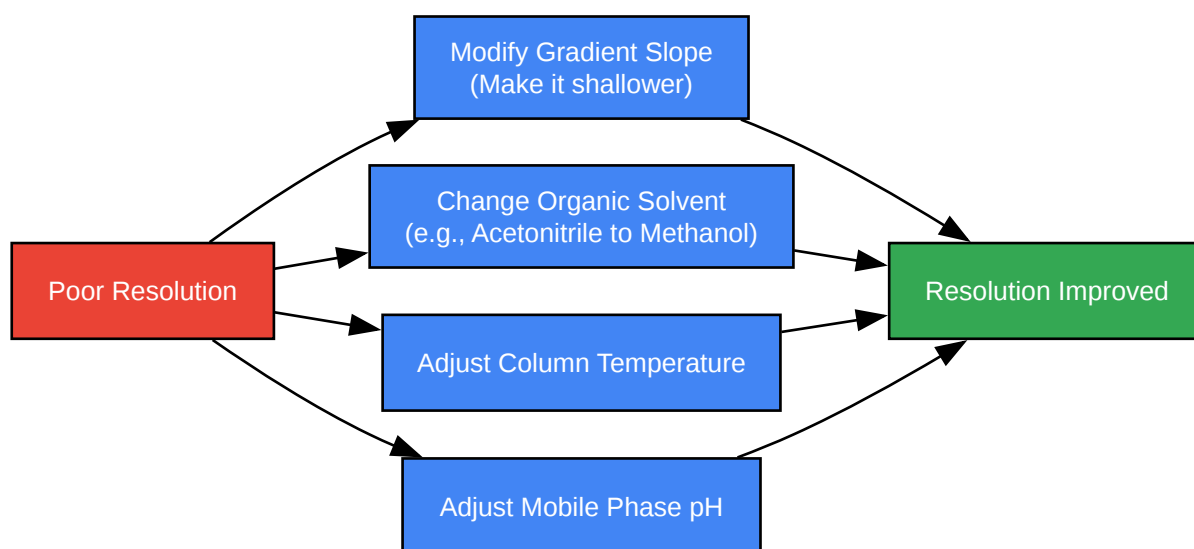 Modify Gradient Slope
(Make it shallower)
Change Organic Solvent
(e.g., Acetonitrile to Methanol)
Poor Resolution
Resolution Improved
Adjust Column Temperature
Adjust Mobile Phase pH